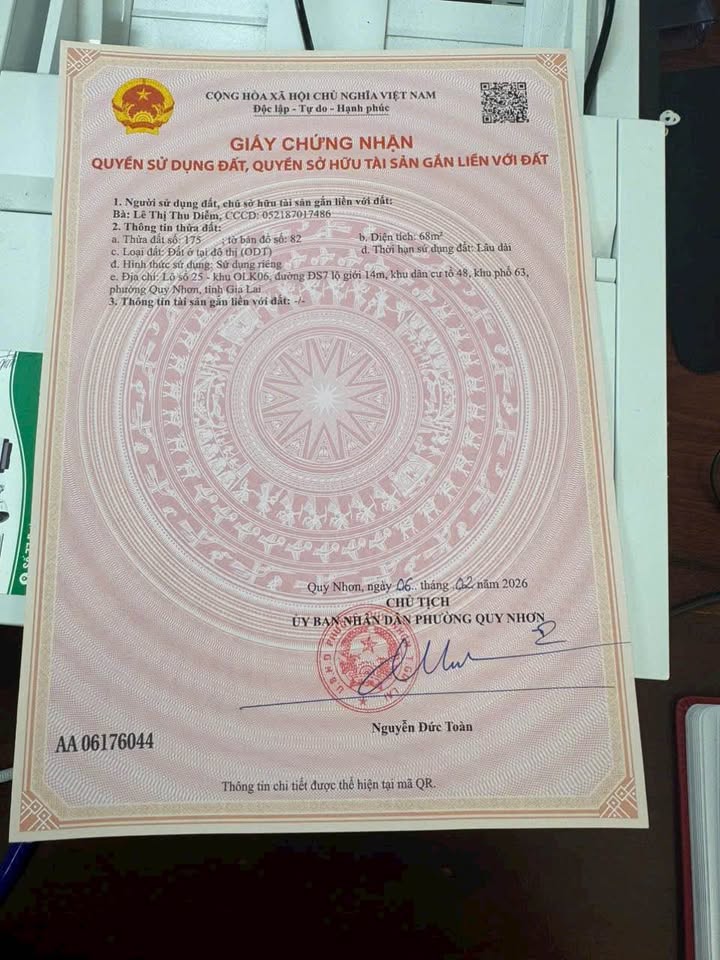 CỘNG HÒA XÃ HỘI CHỦ NGHĨA VIỆT NAM
Độc lập - Tự do - Hạnh phúc
GIẤY CHỨNG NHẬN
QUYỀN SỬ DỤNG ĐẤT, QUYỀN SỞ HỮU TÀI SẢN GẮN LIỀN VỚI ĐẤT
1. Người sử dụng đất, chủ sở hữu tài sản gắn liền với đất:
Bà: Lê Thị Thu Diễm, CCCD: 052187017486
2. Thông tin thửa đất:
a. Thửa đất số: 175 ; tờ bản đồ số: 82 b. Diện tích: 68m²
c. Loại đất: Đất ở tại đô thị (ODT) d. Thời hạn sử dụng đất: Lâu dài
đ. Hình thức sử dụng: Sử dụng riêng
e. Địa chỉ: Lô số 25 - khu OLK06, đường ĐS7 lộ giới 14m, khu dân cư tổ 48, khu phố 63,
phường Quy Nhơn, tỉnh Gia Lai
3. Thông tin tài sản gắn liền với đất: -/-
Quy Nhơn, ngày 06 tháng 02 năm 2026
CHỦ TỊCH
ỦY BAN NHÂN DÂN PHƯỜNG QUY NHƠN
Nguyễn Đức Toàn
AA 06176044
Thông tin chi tiết được thể hiện tại mã QR.